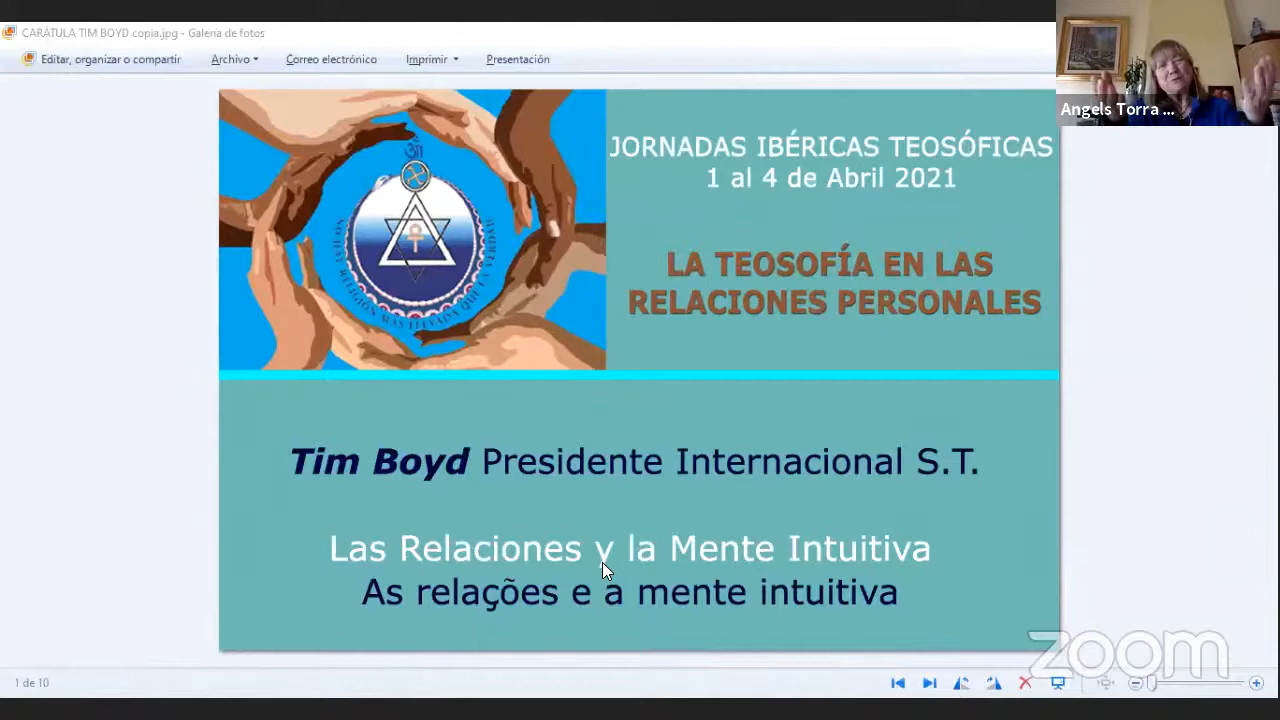 CARÁTULA TIM BOYD copia.jpg - Galería de fotos
Editar, organizar o compartir
Archivo
Correo electrónico
Imprimir
Presentación
Angels Torra ...
JORNADAS IBÉRICAS TEOSÓFICAS
1 al 4 de Abril 2021
LA TEOSOFÍA EN LAS
RELACIONES PERSONALES
Tim Boyd Presidente Internacional S.T.
Las Relaciones y la Mente Intuitiva
As relações e a mente intuitiva
zoom
1 de 10